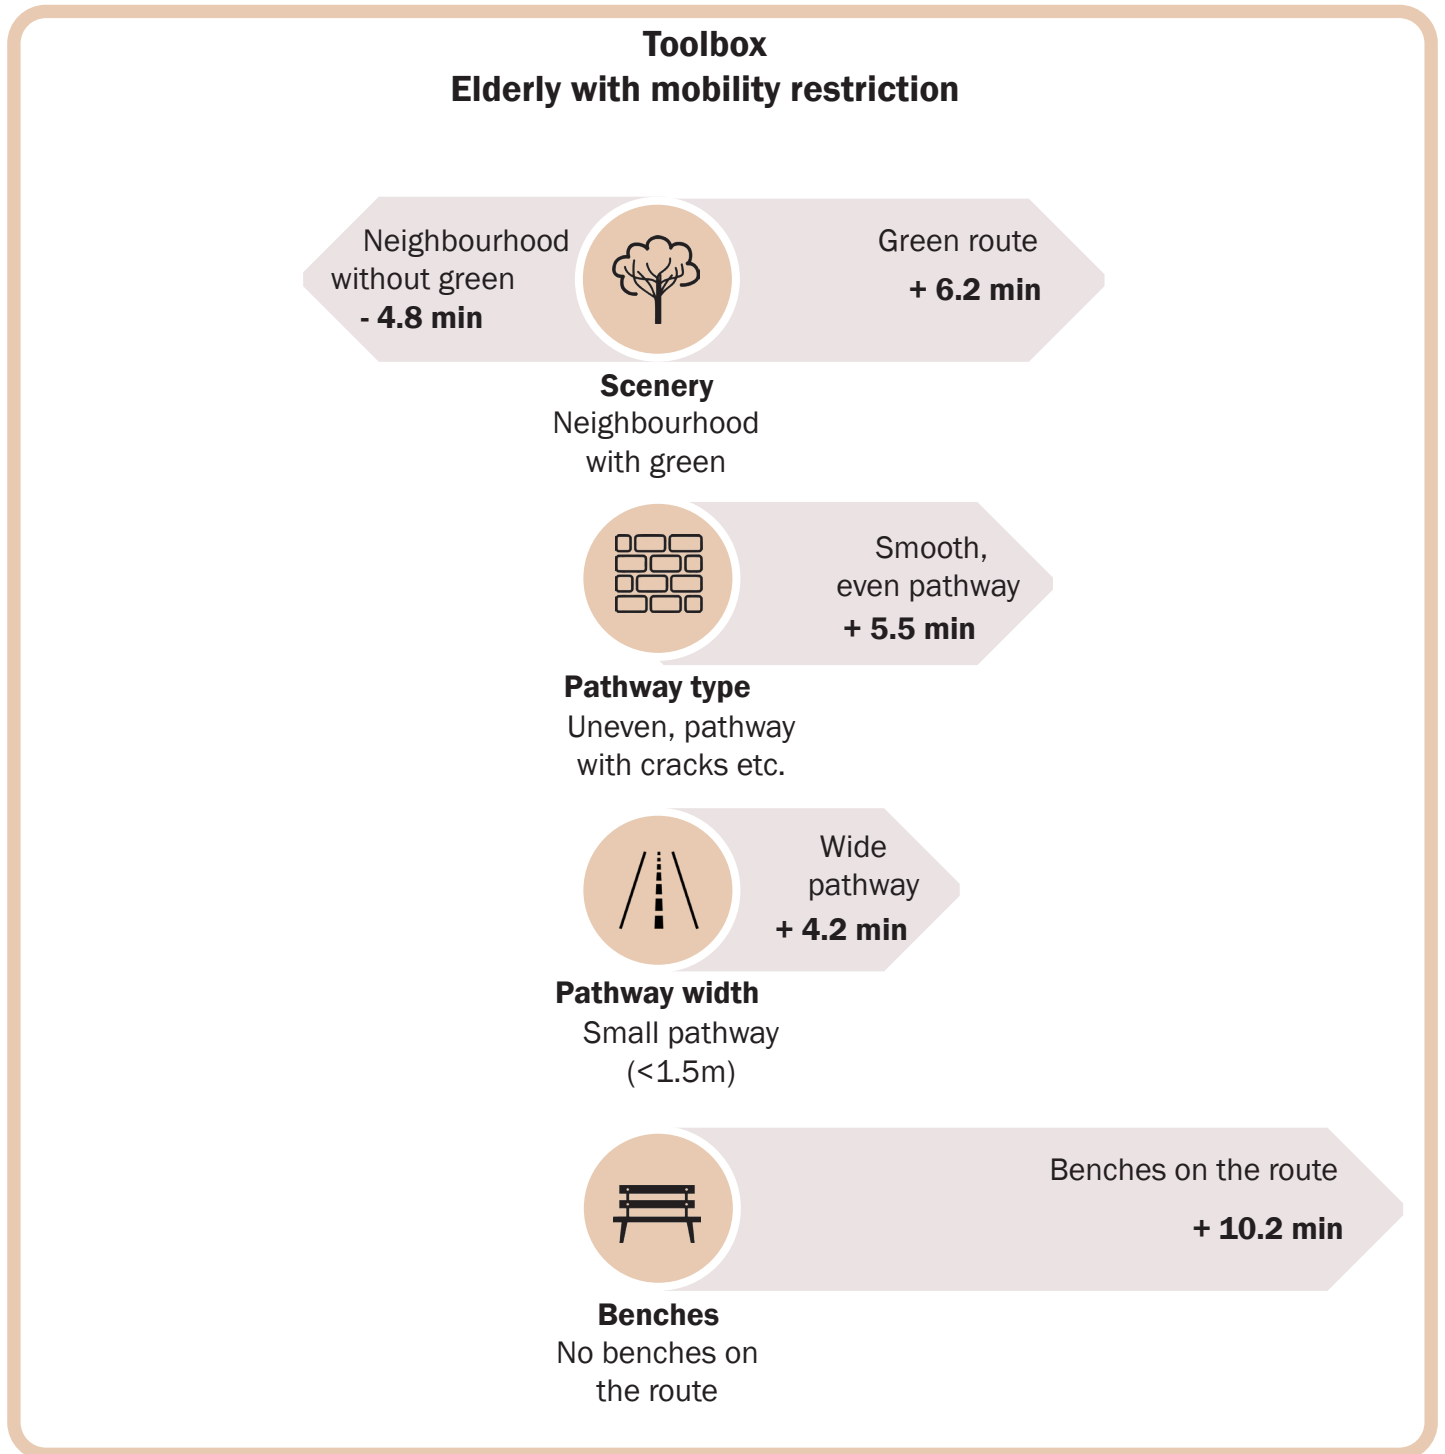 Toolbox
Elderly with mobility restriction
Neighbourhood
without green
- 4.8 min
Green route
+ 6.2 min
Scenery
Neighbourhood
with green
Smooth,
even pathway
+ 5.5 min
Pathway type
Uneven, pathway
with cracks etc.
Wide
pathway
+ 4.2 min
Pathway width
Small pathway
(<1.5m)
Benches on the route
+ 10.2 min
Benches
No benches on
the route